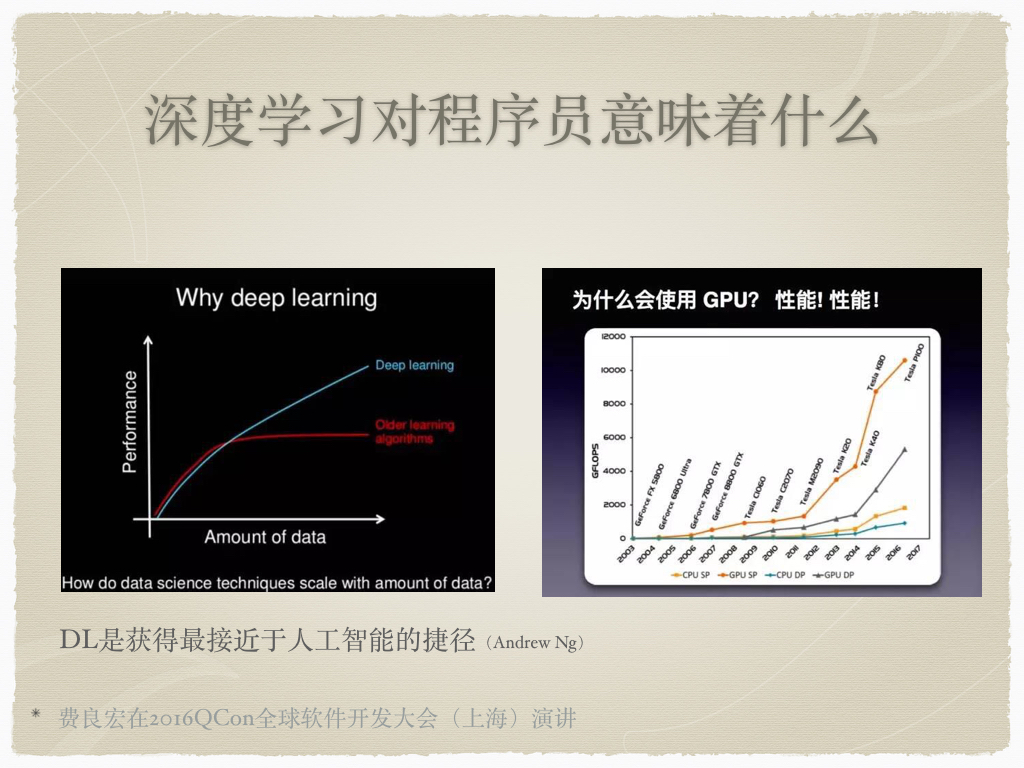 深度学习对程序员意味着什么
Why deep learning
Performance
Deep learning
Older learning
algorithms
Amount of data
How do data science techniques scale with amount of data?
为什么会使用 GPU? 性能! 性能!
GFLOPS
12000
10000
8000
6000
4000
2000
0
GeForce FX 5800
GeForce 6800 Ultra
GeForce 7800 GTX
GeForce 8800 GTX
Tesla C1060
Tesla C2070
Tesla M2090
Tesla K20
Tesla K40
Tesla K80
Tesla P100
2003 2004 2005 2006 2007 2008 2009 2010 2011 2012 2013 2014 2015 2016 2017
CPU SP GPU SP CPU DP GPU DP
DL是获得最接近于人工智能的捷径（Andrew Ng）
* 费良宏在2016QCon全球软件开发大会（上海）演讲